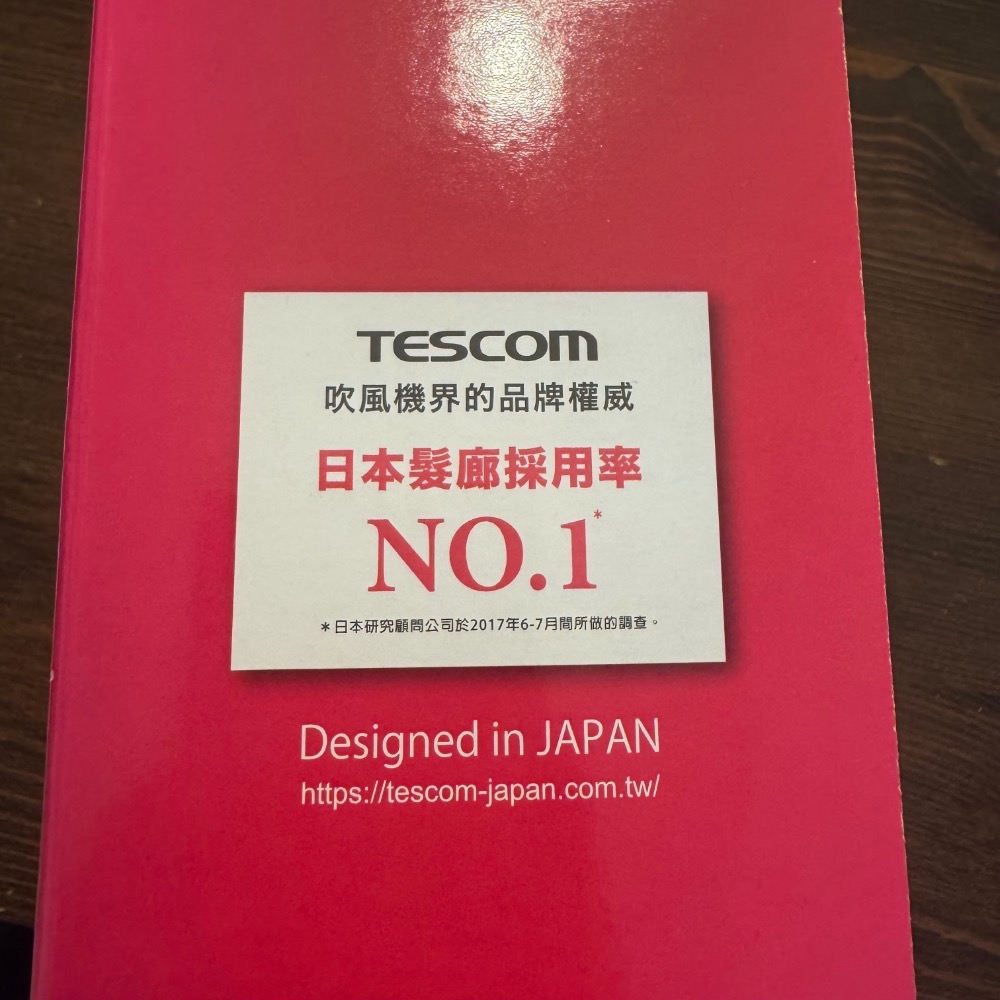 TESCOM
吹風機界的品牌權威
日本髮廊採用率
NO.1*
*日本研究顧問公司於2017年6-7月間所做的調查。
Designed in JAPAN
https://tescom-japan.com.tw/